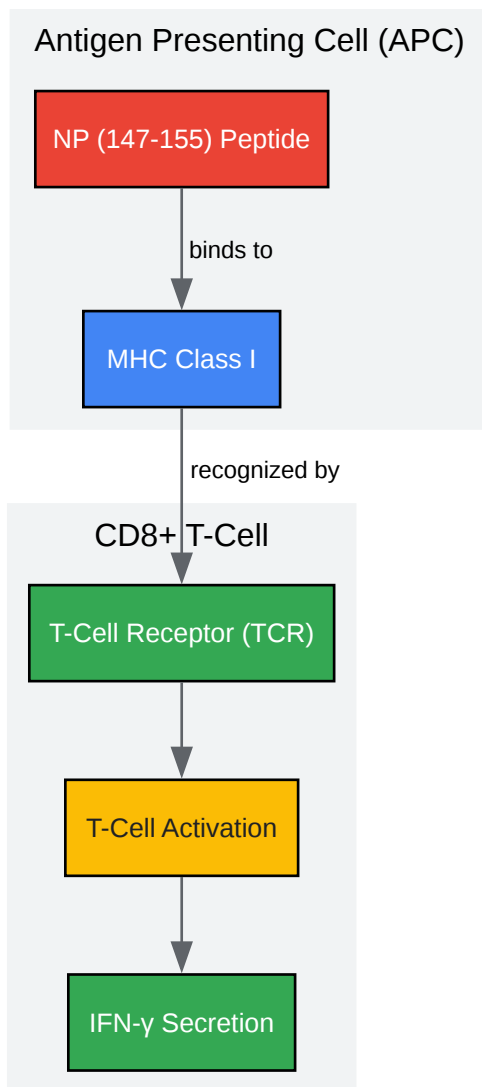 Antigen Presenting Cell (APC)
NP (147-155) Peptide
binds to
MHC Class I
recognized by
CD8+ T-Cell
T-Cell Receptor (TCR)
T-Cell Activation
IFN-γ Secretion